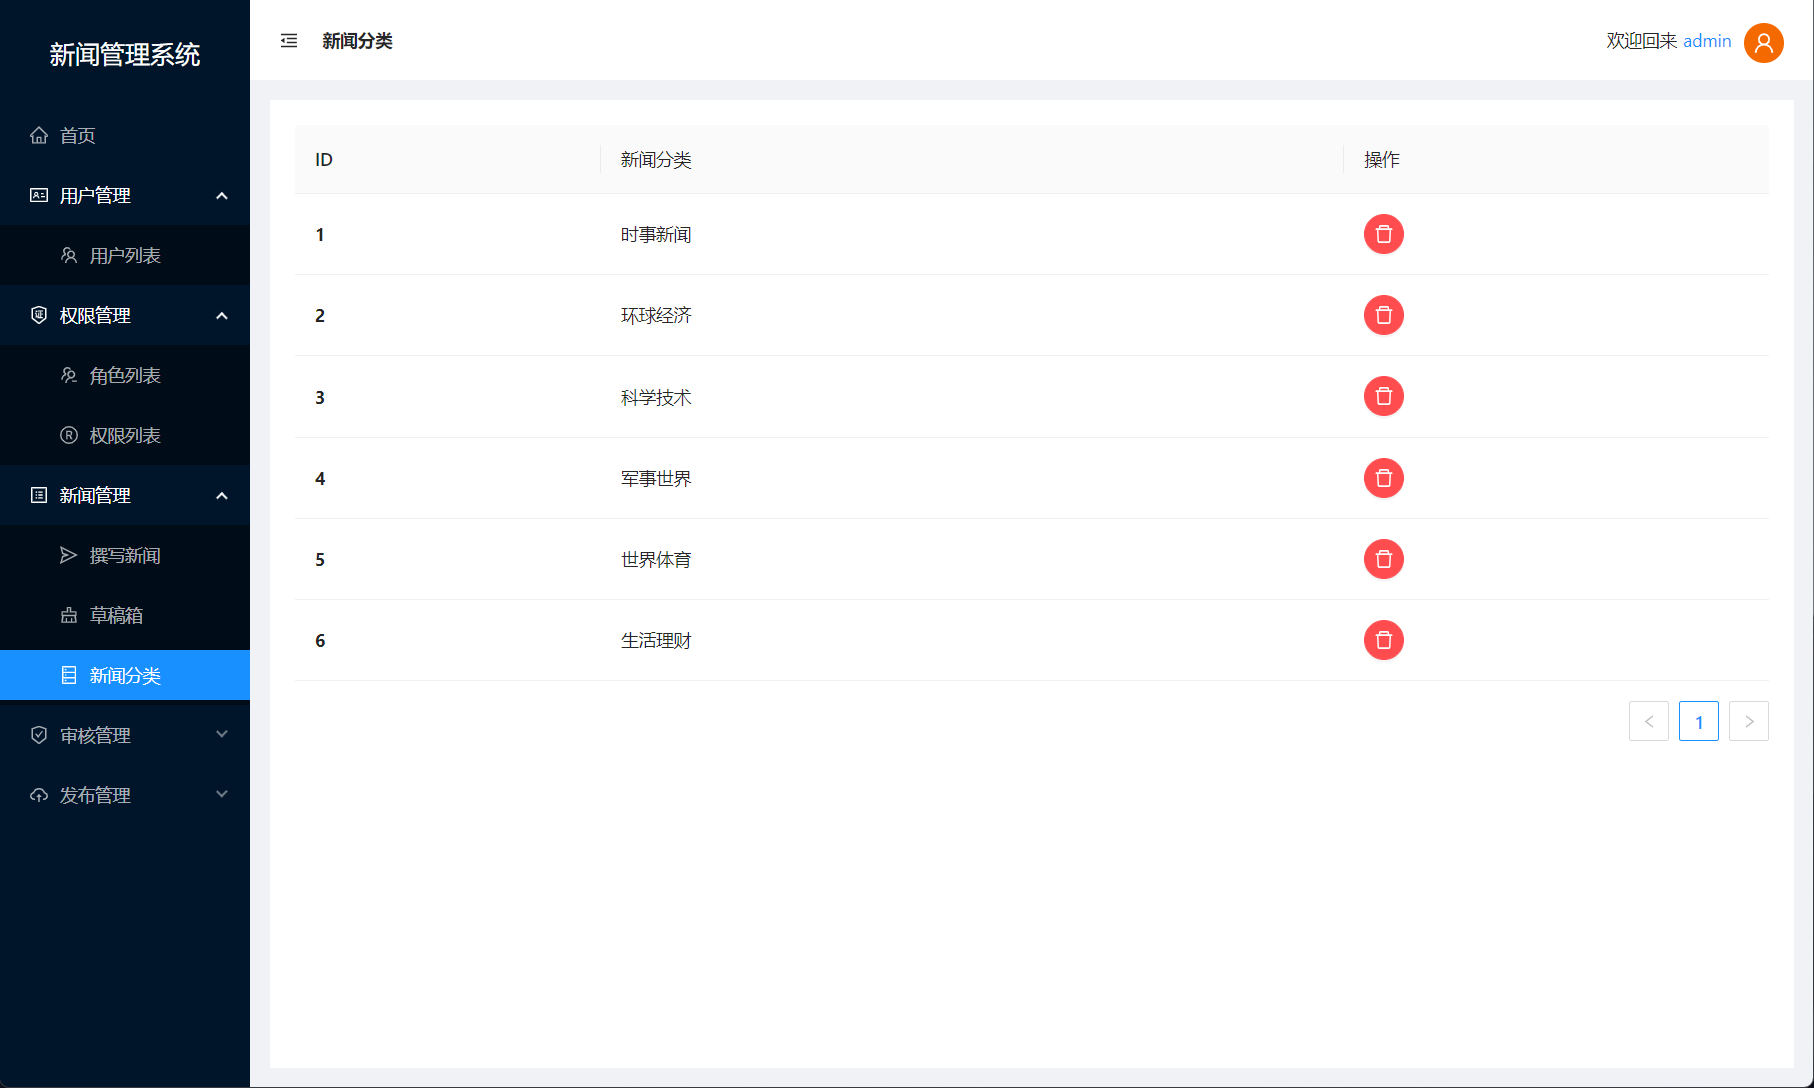 新闻管理系统
首页
用户管理
用户列表
权限管理
角色列表
权限列表
新闻管理
撰写新闻
草稿箱
新闻分类
审核管理
发布管理
新闻分类
欢迎回来 admin
ID 新闻分类 操作
1 时事新闻
2 环球经济
3 科学技术
4 军事世界
5 世界体育
6 生活理财
1